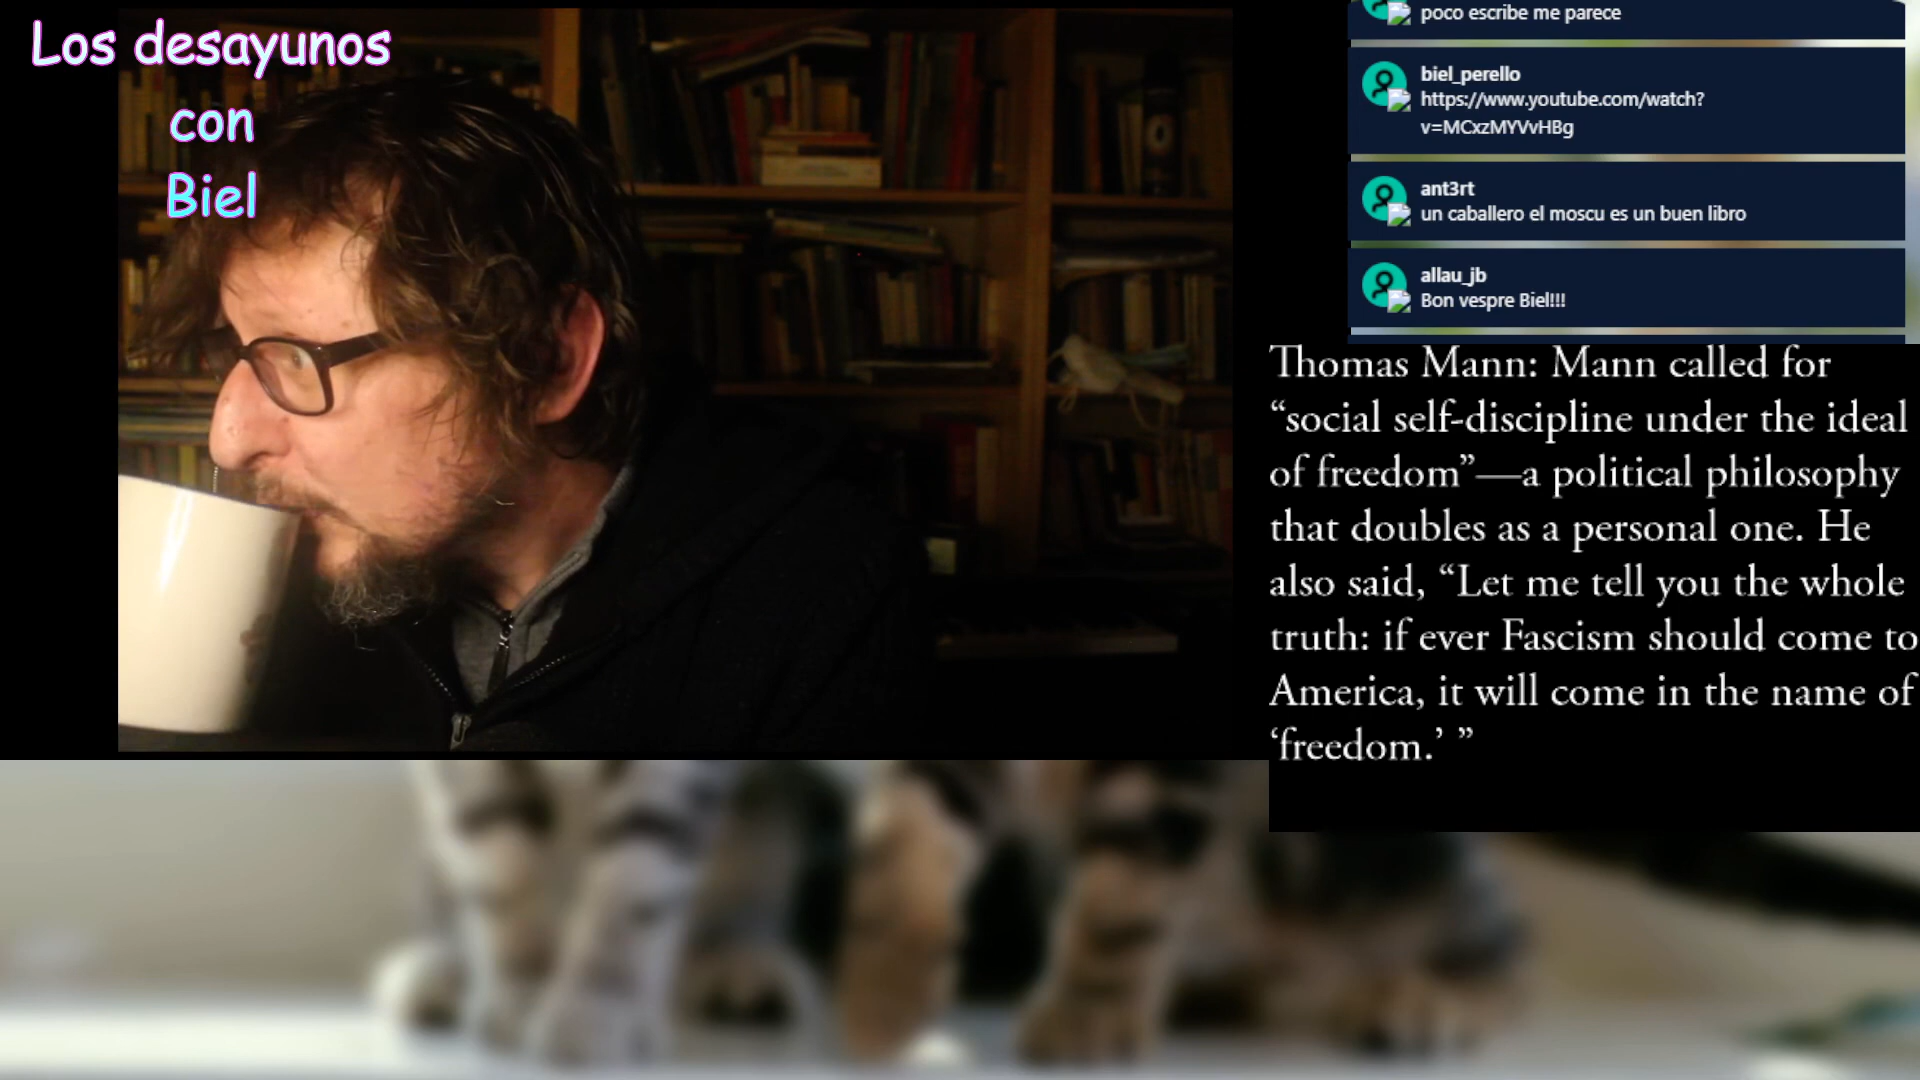 Los desayunos
con
Biel
poco escribe me parece
biel_perello
https://www.youtube.com/watch?
v=MCxzMYVvHBg
ant3rt
un caballero el moscu es un buen libro
allau_jb
Bon vespre Biel!!!
Thomas Mann: Mann called for
“social self-discipline under the ideal
of freedom”—a political philosophy
that doubles as a personal one. He
also said, “Let me tell you the whole
truth: if ever Fascism should come to
America, it will come in the name of
‘freedom.’ ”